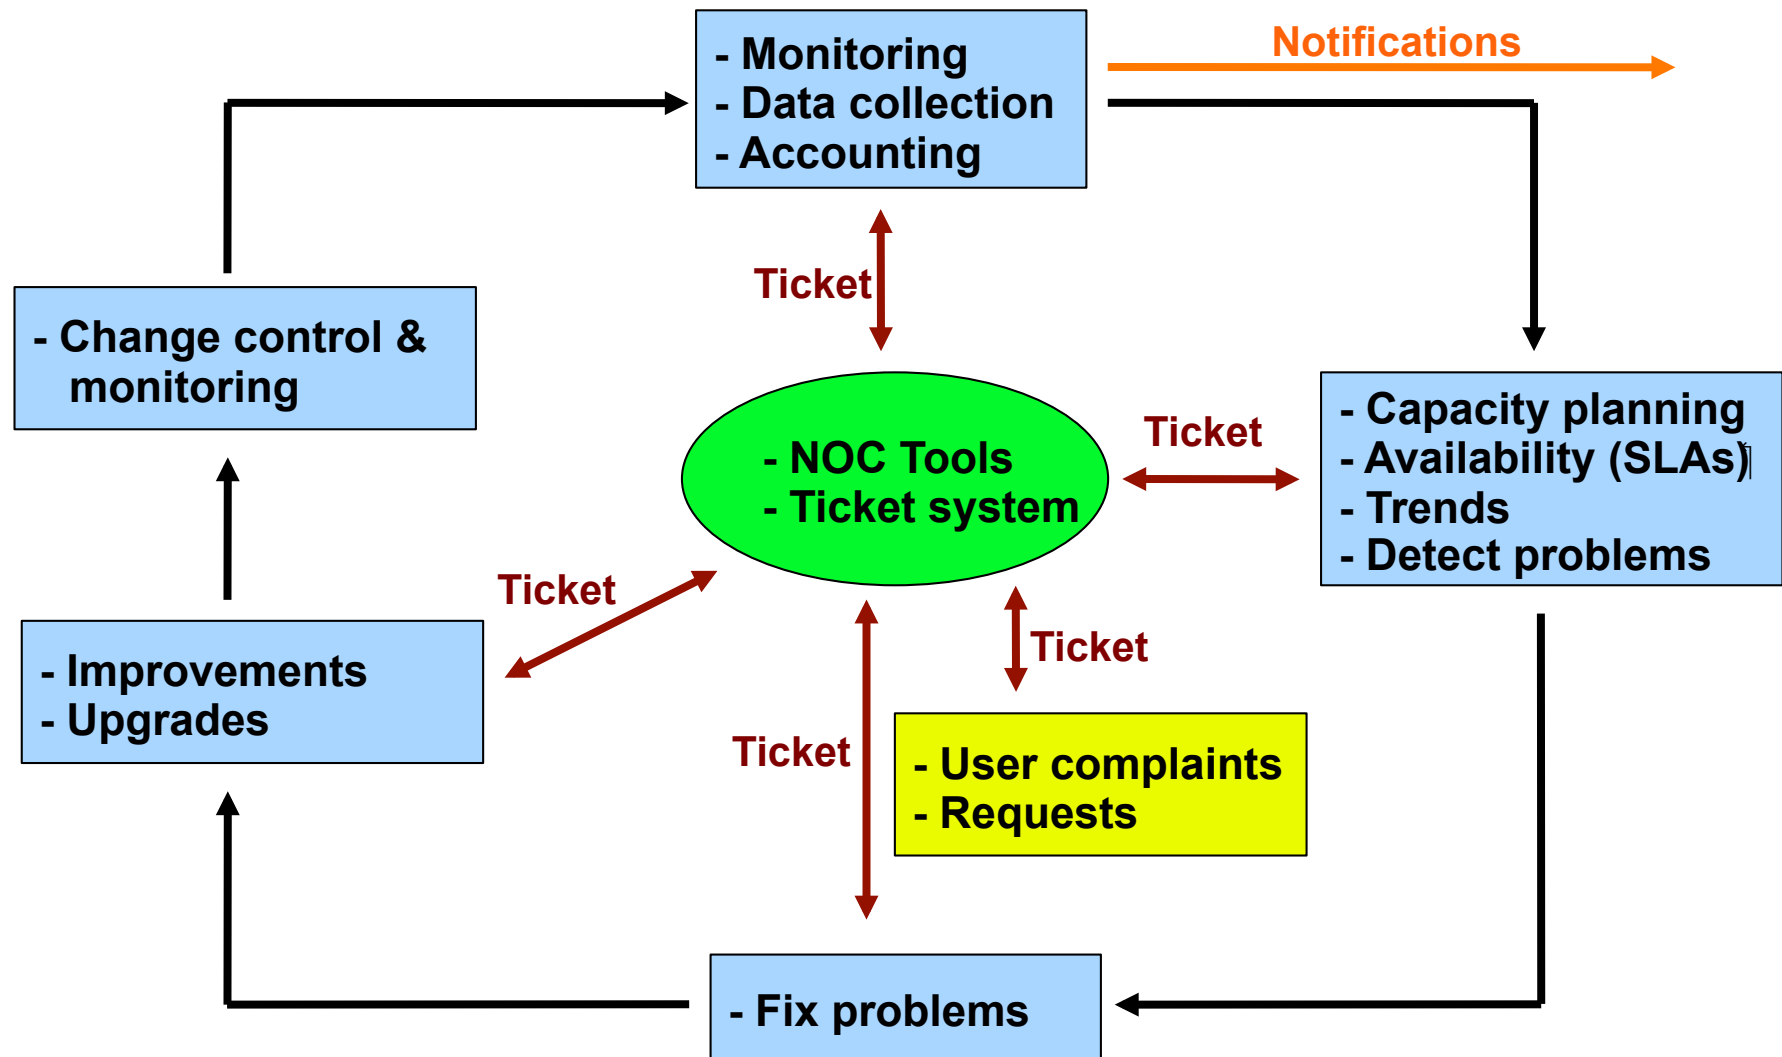 - Monitoring
- Data collection
- Accounting
Notifications
Ticket
- Change control &
monitoring
- NOC Tools
- Ticket system
Ticket
- Capacity planning
- Availability (SLAs)
- Trends
- Detect problems
Ticket
- Improvements
- Upgrades
Ticket
Ticket
- User complaints
- Requests
- Fix problems